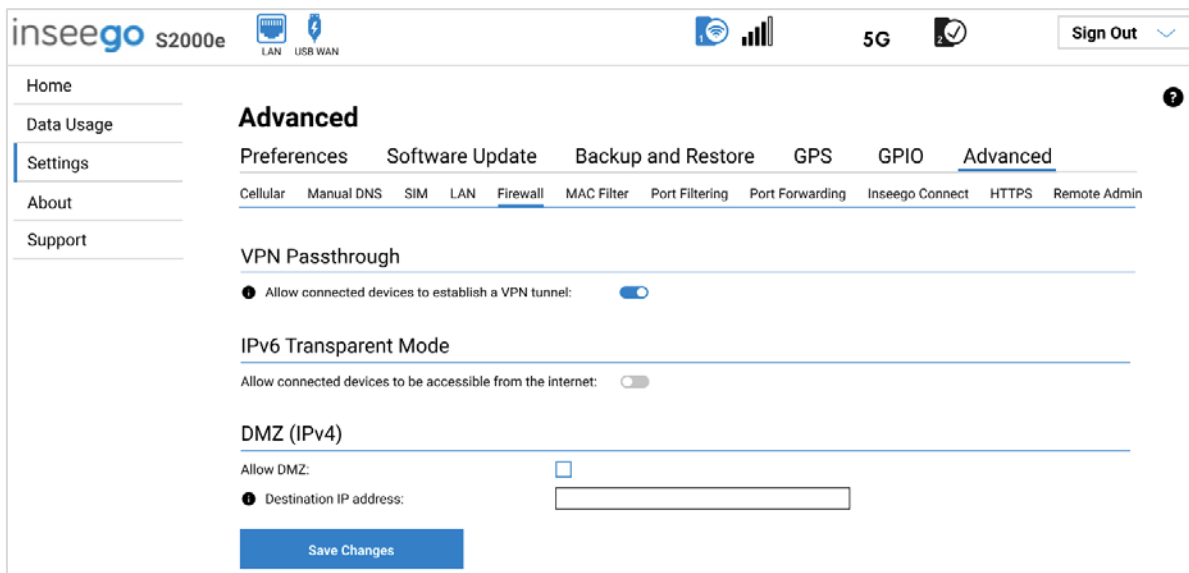 inseego S2000e
LAN USB WAN
1
5G
2
Sign Out
Home
Data Usage
Settings
About
Support
?
Advanced
Preferences Software Update Backup and Restore GPS GPIO Advanced
Cellular Manual DNS SIM LAN Firewall MAC Filter Port Filtering Port Forwarding Inseego Connect HTTPS Remote Admin
VPN Passthrough
i Allow connected devices to establish a VPN tunnel:
IPv6 Transparent Mode
Allow connected devices to be accessible from the internet:
DMZ (IPv4)
Allow DMZ:
i Destination IP address:
Save Changes